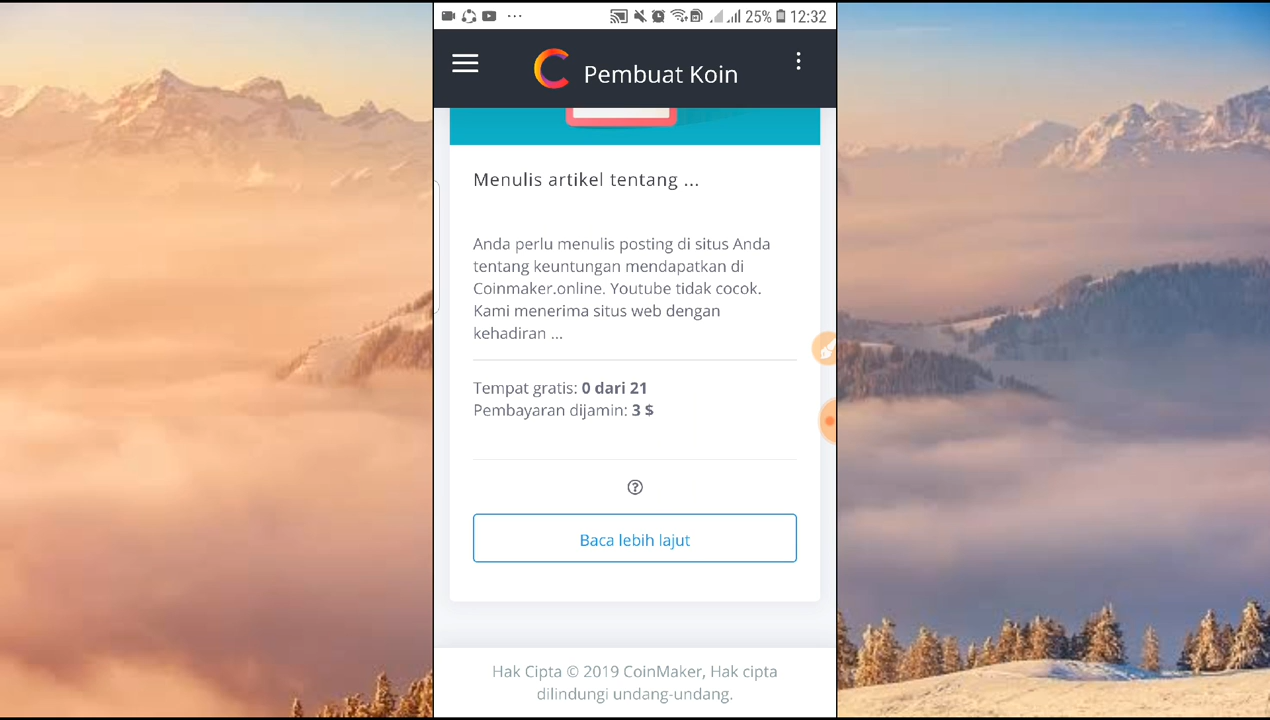 25% 12:32
Pembuat Koin
Menulis artikel tentang ...
Anda perlu menulis posting di situs Anda
tentang keuntungan mendapatkan di
Coinmaker.online. Youtube tidak cocok.
Kami menerima situs web dengan
kehadiran ...
Tempat gratis: 0 dari 21
Pembayaran dijamin: 3 $
Baca lebih lajut
Hak Cipta © 2019 CoinMaker, Hak cipta
dilindungi undang-undang.